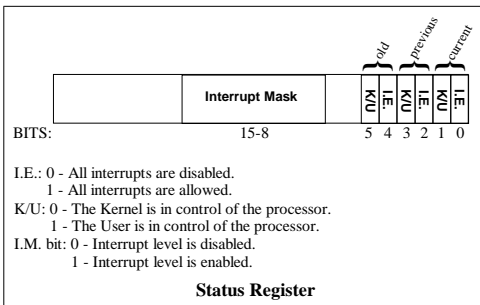 old previous current
Interrupt Mask K/U I.E. K/U I.E. K/U I.E.
BITS: 15-8 5 4 3 2 1 0
I.E.: 0 - All interrupts are disabled.
1 - All interrupts are allowed.
K/U: 0 - The Kernel is in control of the processor.
1 - The User is in control of the processor.
I.M. bit: 0 - Interrupt level is disabled.
1 - Interrupt level is enabled.
Status Register